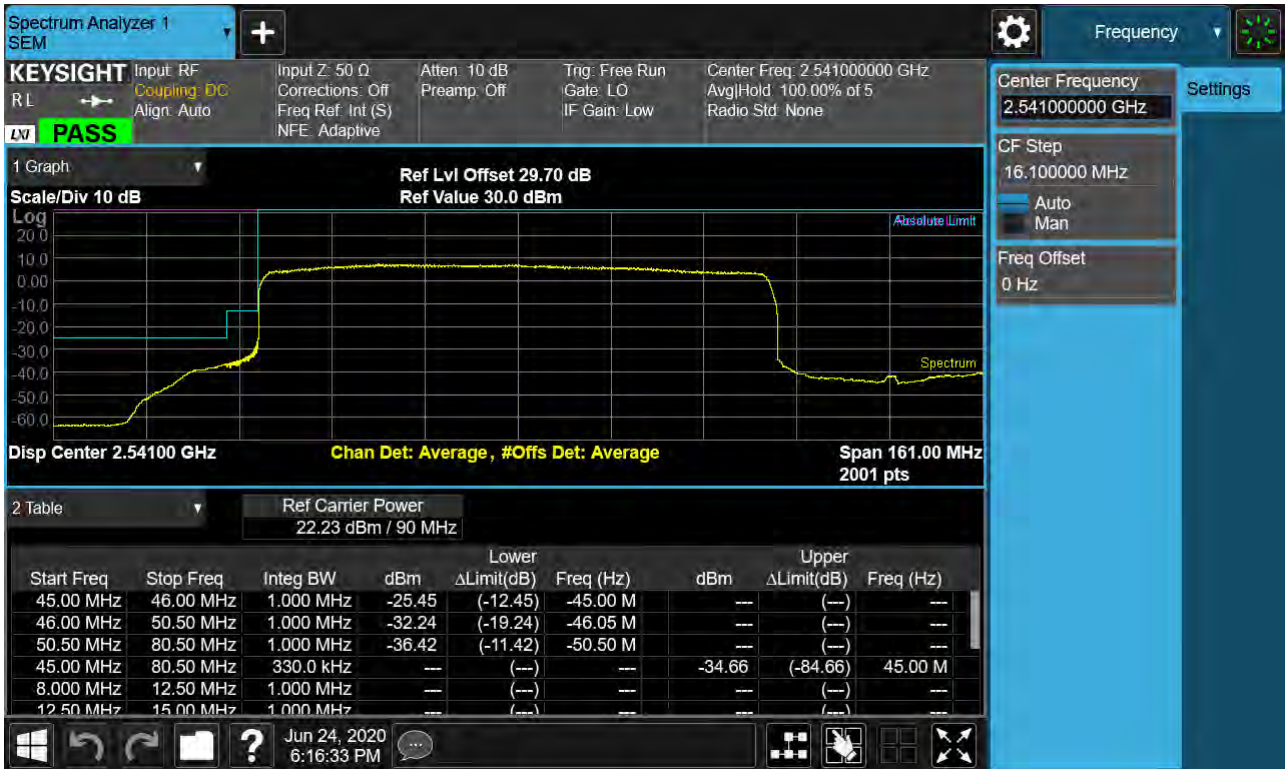 Spectrum Analyzer 1
SEM
Frequency
KEYSIGHT
R L
LXI
PASS
Input: RF
Coupling: DC
Align: Auto
Input Z: 50 Ω
Corrections: Off
Freq Ref: Int (S)
NFE: Adaptive
Atten: 10 dB
Preamp: Off
Trig: Free Run
Gate: LO
IF Gain: Low
Center Freq: 2.541000000 GHz
Avg|Hold: 100.00% of 5
Radio Std: None
Center Frequency
2.541000000 GHz
Settings
CF Step
16.100000 MHz
Auto
Man
Freq Offset
0 Hz
1 Graph
Scale/Div 10 dB
Ref Lvl Offset 29.70 dB
Ref Value 30.0 dBm
Log
20.0
10.0
0.00
-10.0
-20.0
-30.0
-40.0
-50.0
-60.0
Limit
Spectrum
Disp Center 2.54100 GHz
Chan Det: Average, #Offs Det: Average
Span 161.00 MHz
2001 pts
2 Table
Ref Carrier Power
22.23 dBm / 90 MHz
Lower Upper
Start Freq Stop Freq Integ BW dBm ΔLimit(dB) Freq (Hz) dBm ΔLimit(dB) Freq (Hz)
45.00 MHz 46.00 MHz 1.000 MHz -25.45 (-12.45) -45.00 M --- (---) ---
46.00 MHz 50.50 MHz 1.000 MHz -32.24 (-19.24) -46.05 M --- (---) ---
50.50 MHz 80.50 MHz 1.000 MHz -36.42 (-11.42) -50.50 M --- (---) ---
45.00 MHz 80.50 MHz 330.0 kHz --- (---) --- -34.66 (-84.66) 45.00 M
8.000 MHz 12.50 MHz 1.000 MHz --- (---) --- --- (---) ---
12.50 MHz 15.00 MHz 1.000 MHz --- (---) --- --- (---) ---
Jun 24, 2020
6:16:33 PM